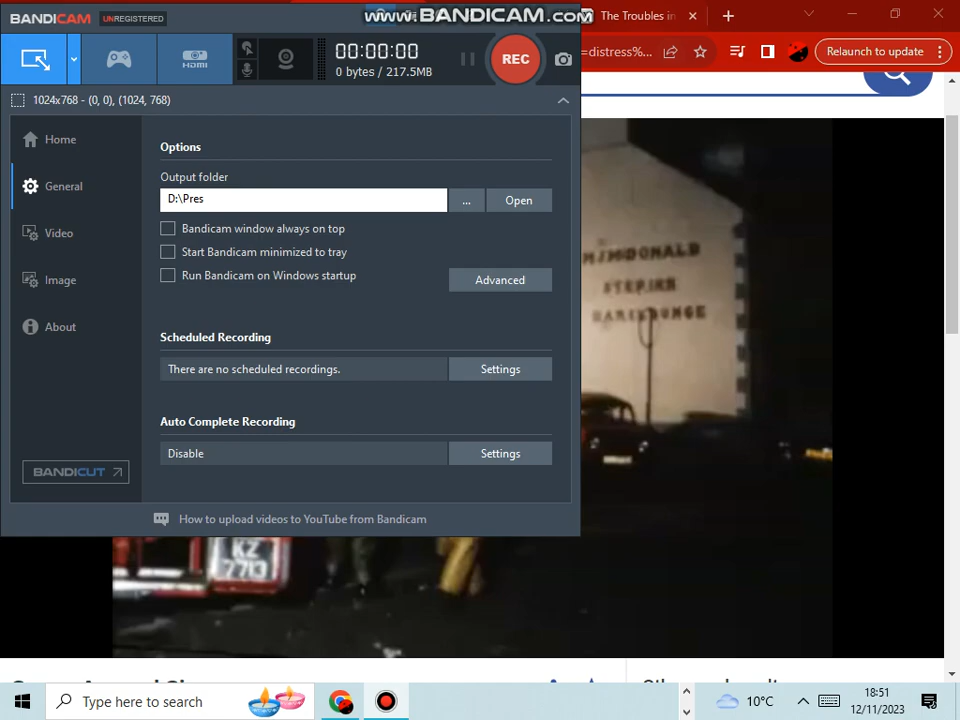 BANDICAM UNREGISTERED
www.BANDICAM.com
The Troubles in
=distress%...
Relaunch to update
HDMI
00:00:00
0 bytes / 217.5MB
REC
1024x768 - (0, 0), (1024, 768)
Home
General
Video
Image
About
BANDICUT
Options
Output folder
D:\Pres
...
Open
Bandicam window always on top
Start Bandicam minimized to tray
Run Bandicam on Windows startup
Advanced
Scheduled Recording
There are no scheduled recordings.
Settings
Auto Complete Recording
Disable
Settings
How to upload videos to YouTube from Bandicam
MCDONALD
KZ
7713
Type here to search
10°C
18:51
12/11/2023